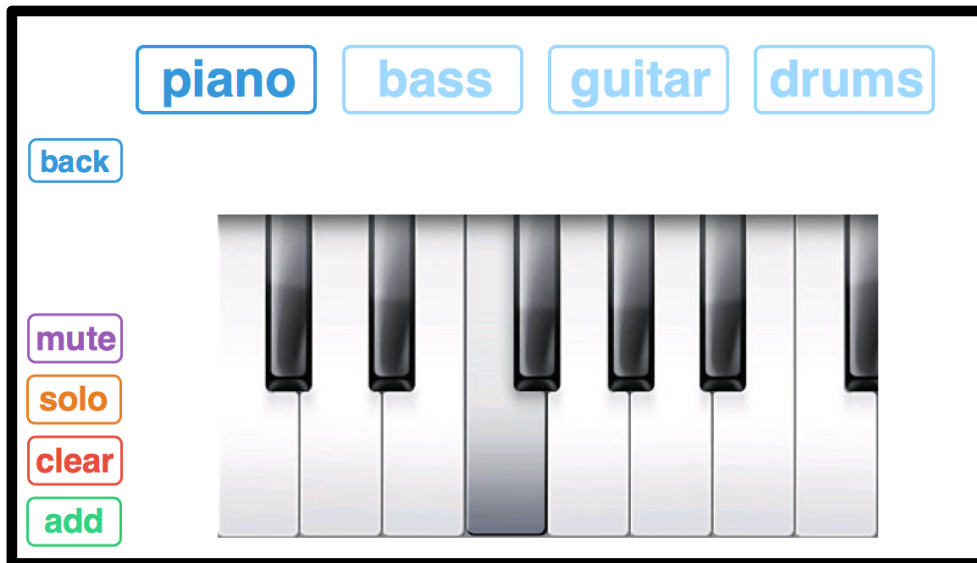 piano bass guitar drums
back
mute
solo
clear
add